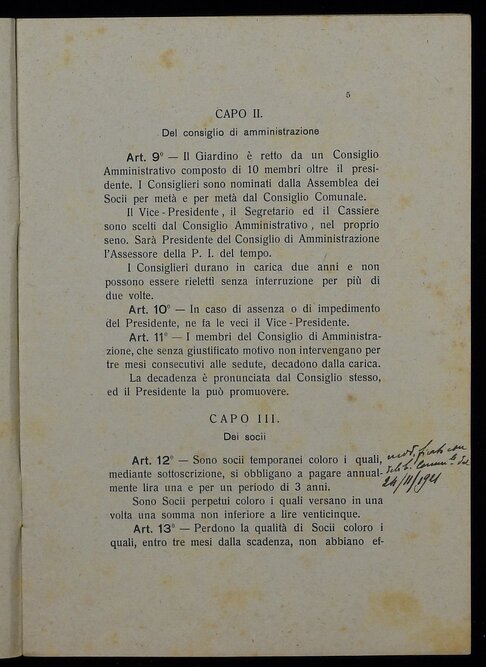 5
CAPO II.
Del consiglio di amministrazione
Art. 9° — Il Giardino è retto da un Consiglio
Amministrativo composto di 10 membri oltre il presi-
dente. I Consiglieri sono nominati dalla Assemblea dei
Socii per metà e per metà dal Consiglio Comunale.
Il Vice-Presidente, il Segretario ed il Cassiere
sono scelti dal Consiglio Amministrativo, nel proprio
seno. Sarà Presidente del Consiglio di Amministrazione
l'Assessore della P. I. del tempo.
I Consiglieri durano in carica due anni e non
possono essere rieletti senza interruzione per più di
due volte.
Art. 10° — In caso di assenza o di impedimento
del Presidente, ne fa le veci il Vice-Presidente.
Art. 11° — I membri del Consiglio di Amministra-
zione, che senza giustificato motivo non intervengano per
tre mesi consecutivi alle sedute, decadono dalla carica.
La decadenza è pronunciata dal Consiglio stesso,
ed il Presidente la può promuovere.
CAPO III.
Dei socii
Art. 12° — Sono socii temporanei coloro i quali,
mediante sottoscrizione, si obbligano a pagare annual-
mente lira una e per un periodo di 3 anni.
Sono Socii perpetui coloro i quali versano in una
volta una somma non inferiore a lire venticinque.
Art. 13° — Perdono la qualità di Socii coloro i
quali, entro tre mesi dalla scadenza, non abbiano ef-
con
del
24/11/1921